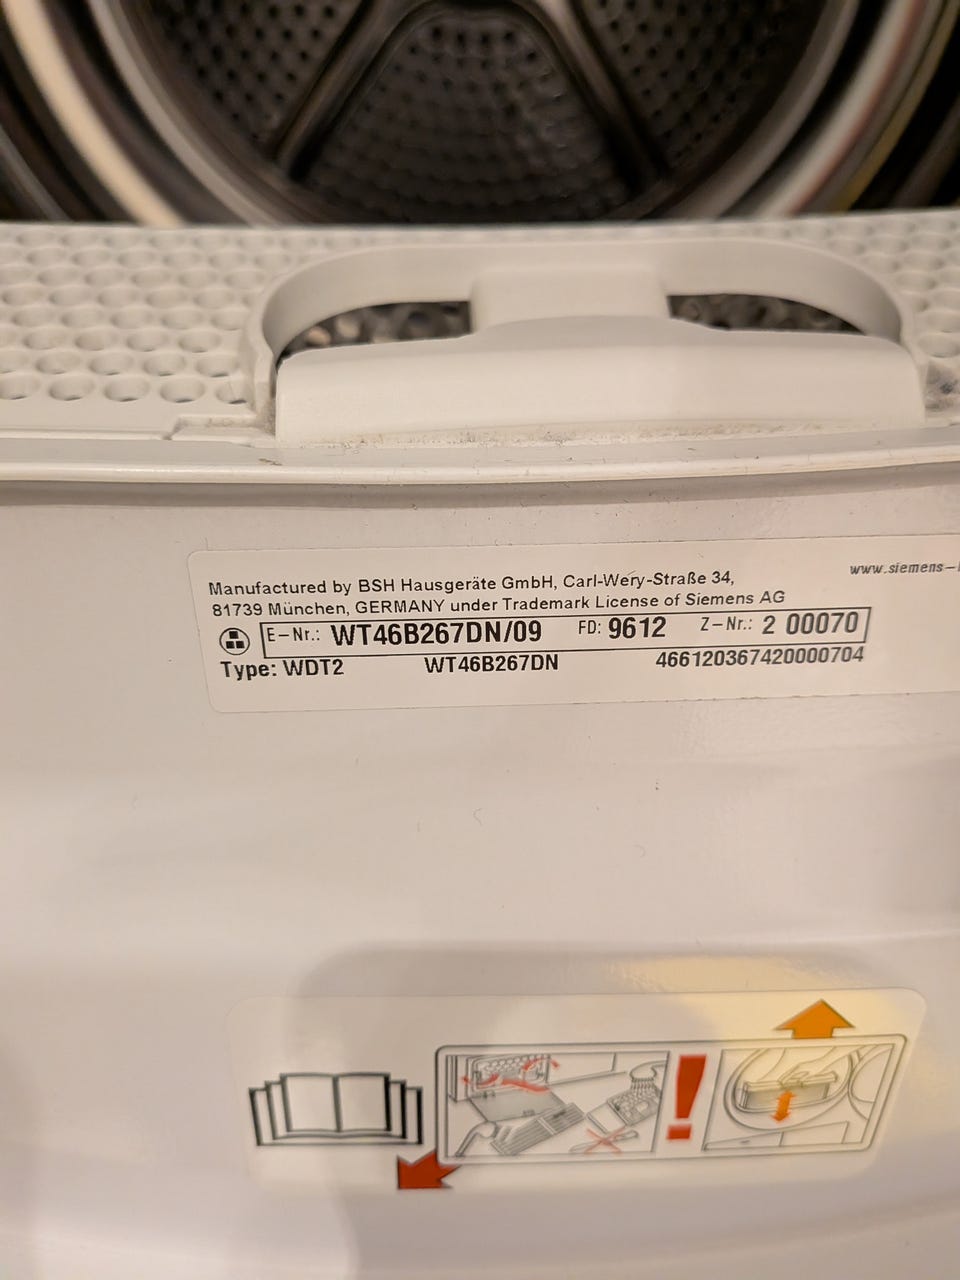 Manufactured by BSH Hausgeräte GmbH, Carl-Wery-Straße 34, www.siemens-
81739 München, GERMANY under Trademark License of Siemens AG
E-Nr.: WT46B267DN/09 FD: 9612 Z-Nr.: 2 00070
Type: WDT2 WT46B267DN 466120367420000704
!